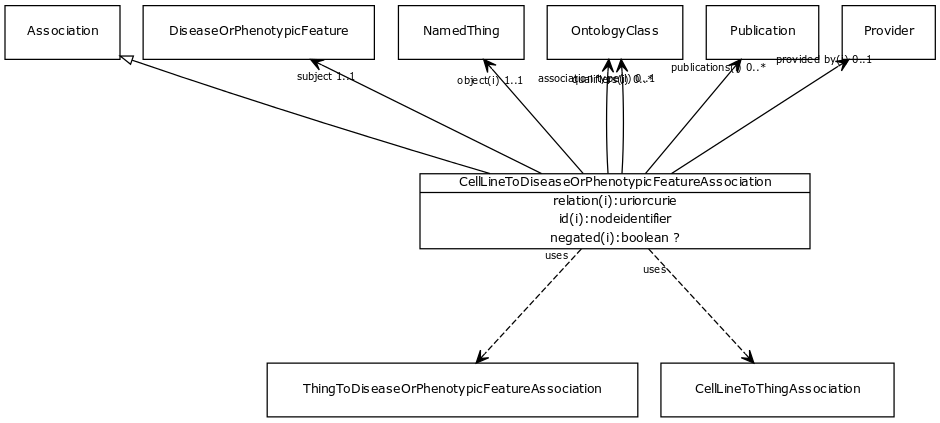 Association
DiseaseOrPhenotypicFeature
NamedThing
OntologyClass
Publication
Provider
subject 1..1
object(i) 1..1
association type(i) 0..1
qualifiers(i) 0..*
publications(i) 0..*
provided by(i) 0..1
CellLineToDiseaseOrPhenotypicFeatureAssociation
relation(i):uriorcurie
id(i):nodeidentifier
negated(i):boolean ?
uses
uses
ThingToDiseaseOrPhenotypicFeatureAssociation
CellLineToThingAssociation